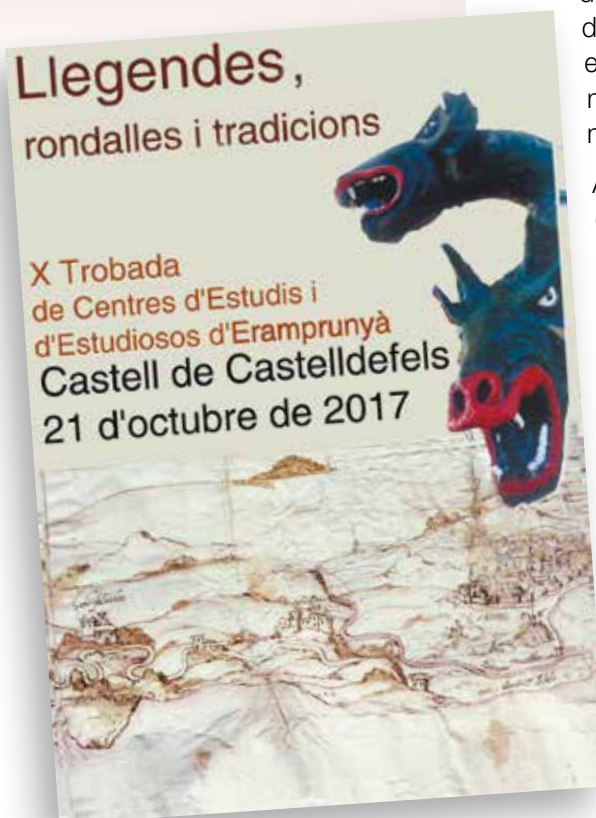 Llegendes,
rondalles i tradicions
X Trobada
de Centres d'Estudis i
d'Estudiosos d'Eramprunyà
Castell de Castelldefels
21 d'octubre de 2017